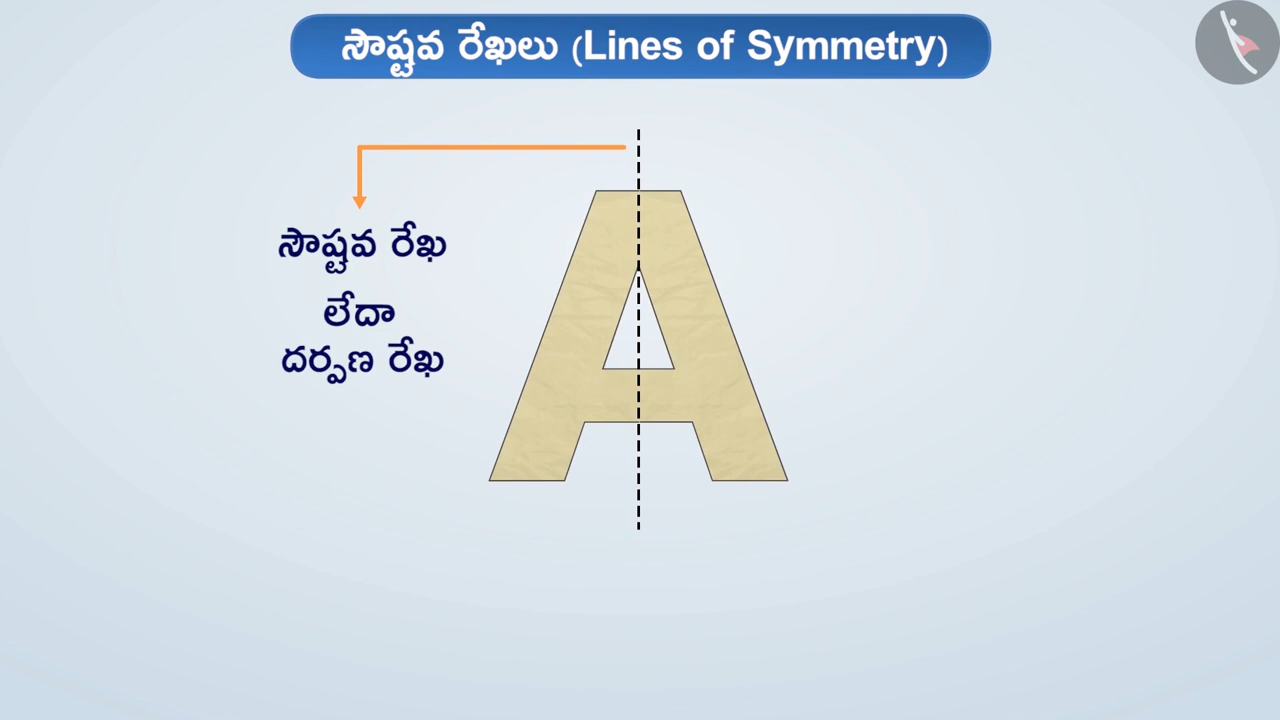 సౌష్టవ రేఖలు (Lines of Symmetry)
సౌష్టవ రేఖ
లేదా
దర్పణ రేఖ